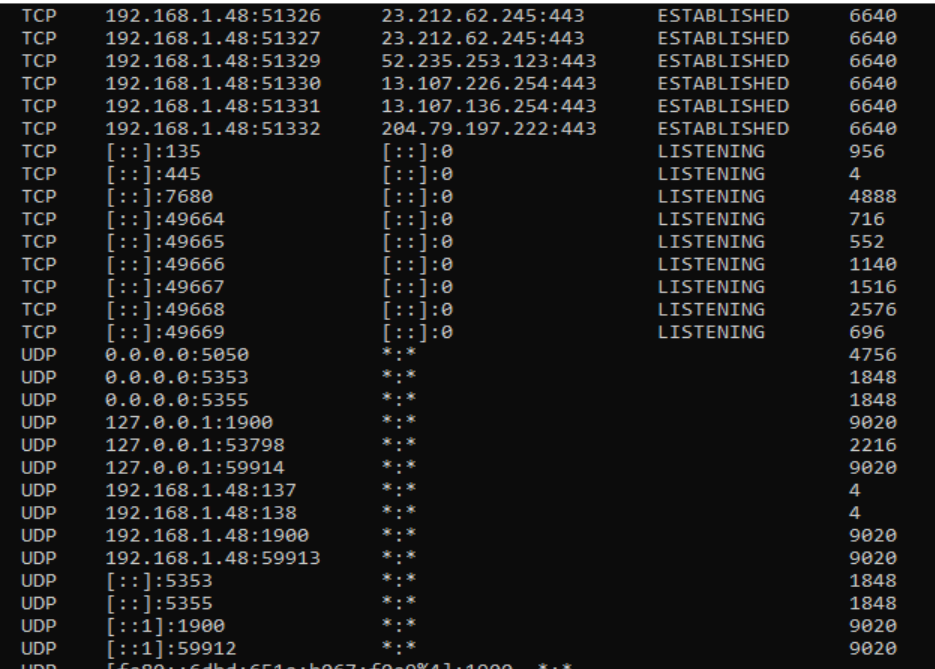 TCP 192.168.1.48:51326 23.212.62.245:443 ESTABLISHED 6640
TCP 192.168.1.48:51327 23.212.62.245:443 ESTABLISHED 6640
TCP 192.168.1.48:51329 52.235.253.123:443 ESTABLISHED 6640
TCP 192.168.1.48:51330 13.107.226.254:443 ESTABLISHED 6640
TCP 192.168.1.48:51331 13.107.136.254:443 ESTABLISHED 6640
TCP 192.168.1.48:51332 204.79.197.222:443 ESTABLISHED 6640
TCP [::]:135 [::]:0 LISTENING 956
TCP [::]:445 [::]:0 LISTENING 4
TCP [::]:7680 [::]:0 LISTENING 4888
TCP [::]:49664 [::]:0 LISTENING 716
TCP [::]:49665 [::]:0 LISTENING 552
TCP [::]:49666 [::]:0 LISTENING 1140
TCP [::]:49667 [::]:0 LISTENING 1516
TCP [::]:49668 [::]:0 LISTENING 2576
TCP [::]:49669 [::]:0 LISTENING 696
UDP 0.0.0.0:5050 *:* 4756
UDP 0.0.0.0:5353 *:* 1848
UDP 0.0.0.0:5355 *:* 1848
UDP 127.0.0.1:1900 *:* 9020
UDP 127.0.0.1:53798 *:* 2216
UDP 127.0.0.1:59914 *:* 9020
UDP 192.168.1.48:137 *:* 4
UDP 192.168.1.48:138 *:* 4
UDP 192.168.1.48:1900 *:* 9020
UDP 192.168.1.48:59913 *:* 9020
UDP [::]:5353 *:* 1848
UDP [::]:5355 *:* 1848
UDP [::1]:1900 *:* 9020
UDP [::1]:59912 *:* 9020
UDP *:*